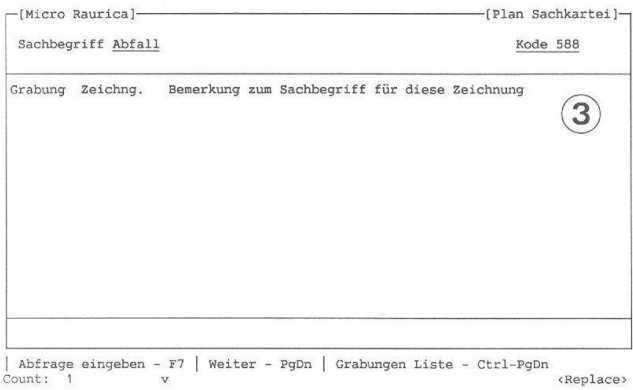 [Micro Raurica] [Plan Sachkartei]
Sachbegriff Abfall Kode 588
Grabung Zeichng. Bemerkung zum Sachbegriff für diese Zeichnung
3
| Abfrage eingeben - F7 | Weiter - PgDn | Grabungen Liste - Ctrl-PgDn
Count: 1 v <Replace>